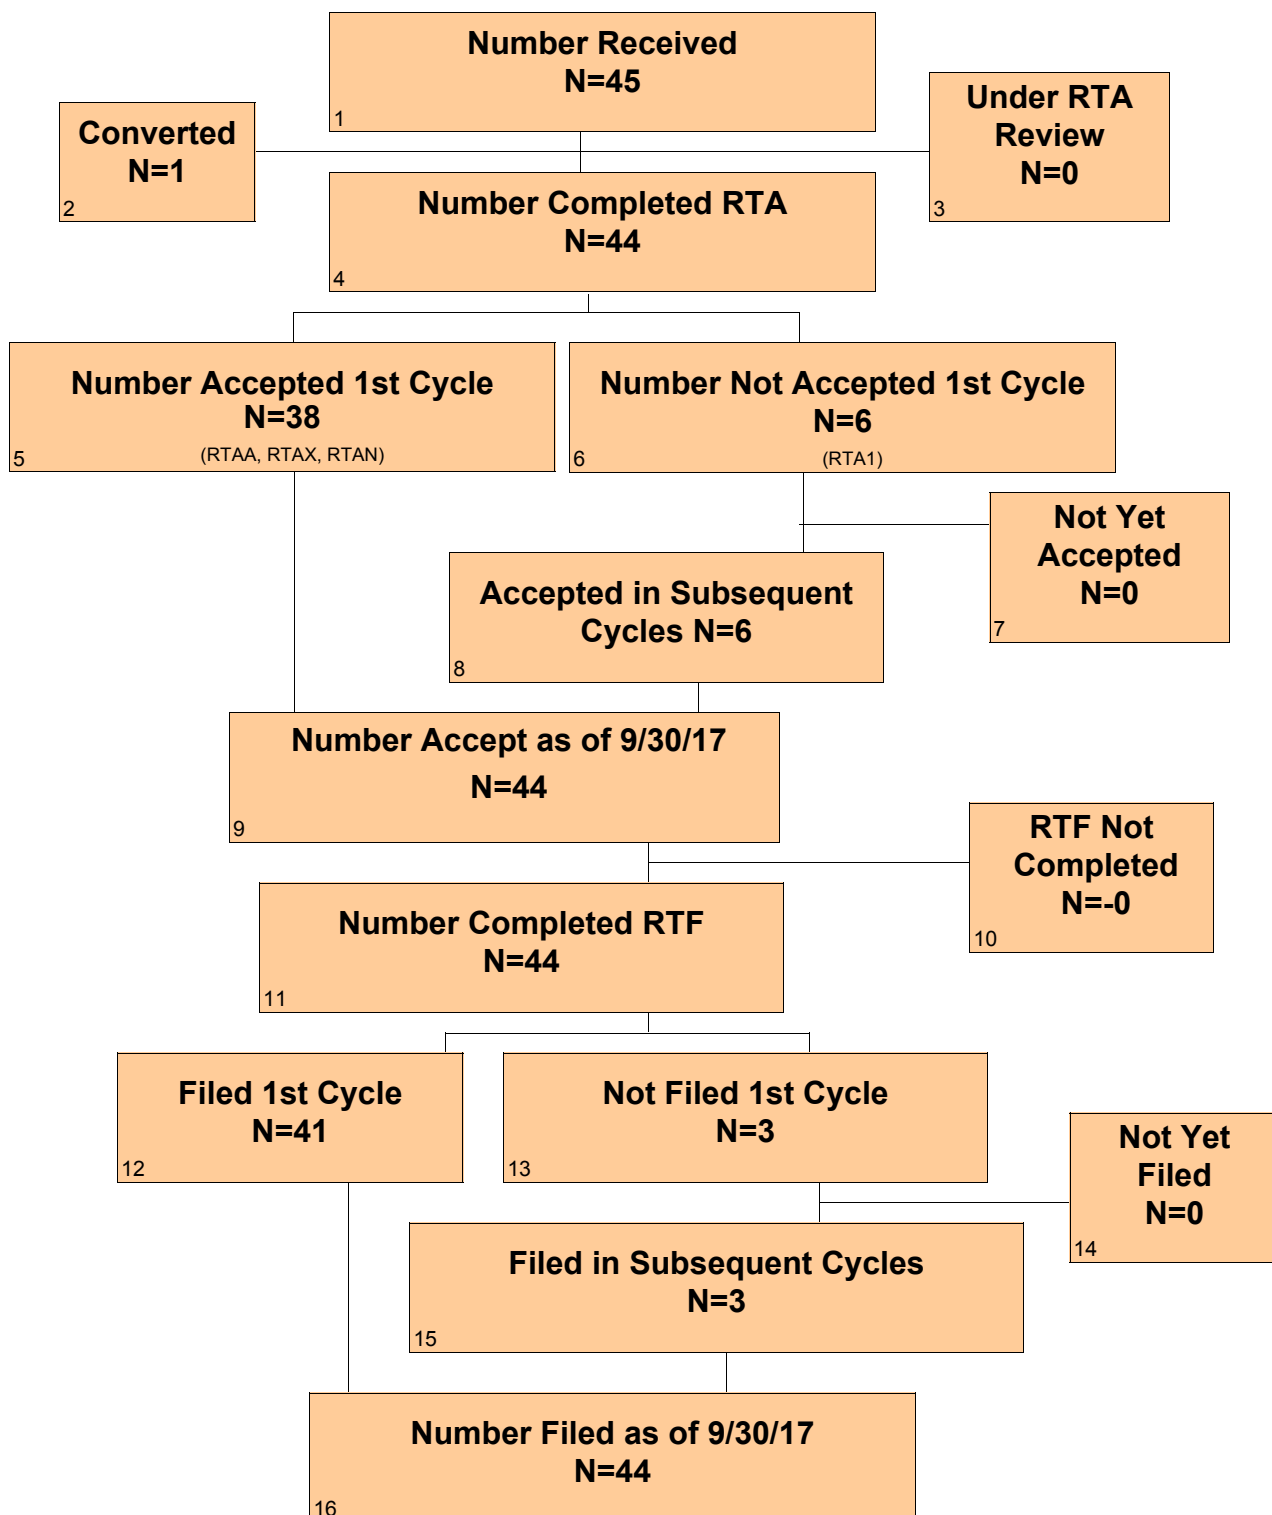 Number Received
N=45
1
Converted
N=1
2
Under RTA
Review
N=0
3
Number Completed RTA
N=44
4
Number Accepted 1st Cycle
N=38
(RTAA, RTAX, RTAN)
5
Number Not Accepted 1st Cycle
N=6
(RTA1)
6
Not Yet
Accepted
N=0
7
Accepted in Subsequent
Cycles N=6
8
Number Accept as of 9/30/17
N=44
9
RTF Not
Completed
N=-0
10
Number Completed RTF
N=44
11
Filed 1st Cycle
N=41
12
Not Filed 1st Cycle
N=3
13
Not Yet
Filed
N=0
14
Filed in Subsequent Cycles
N=3
15
Number Filed as of 9/30/17
N=44
16